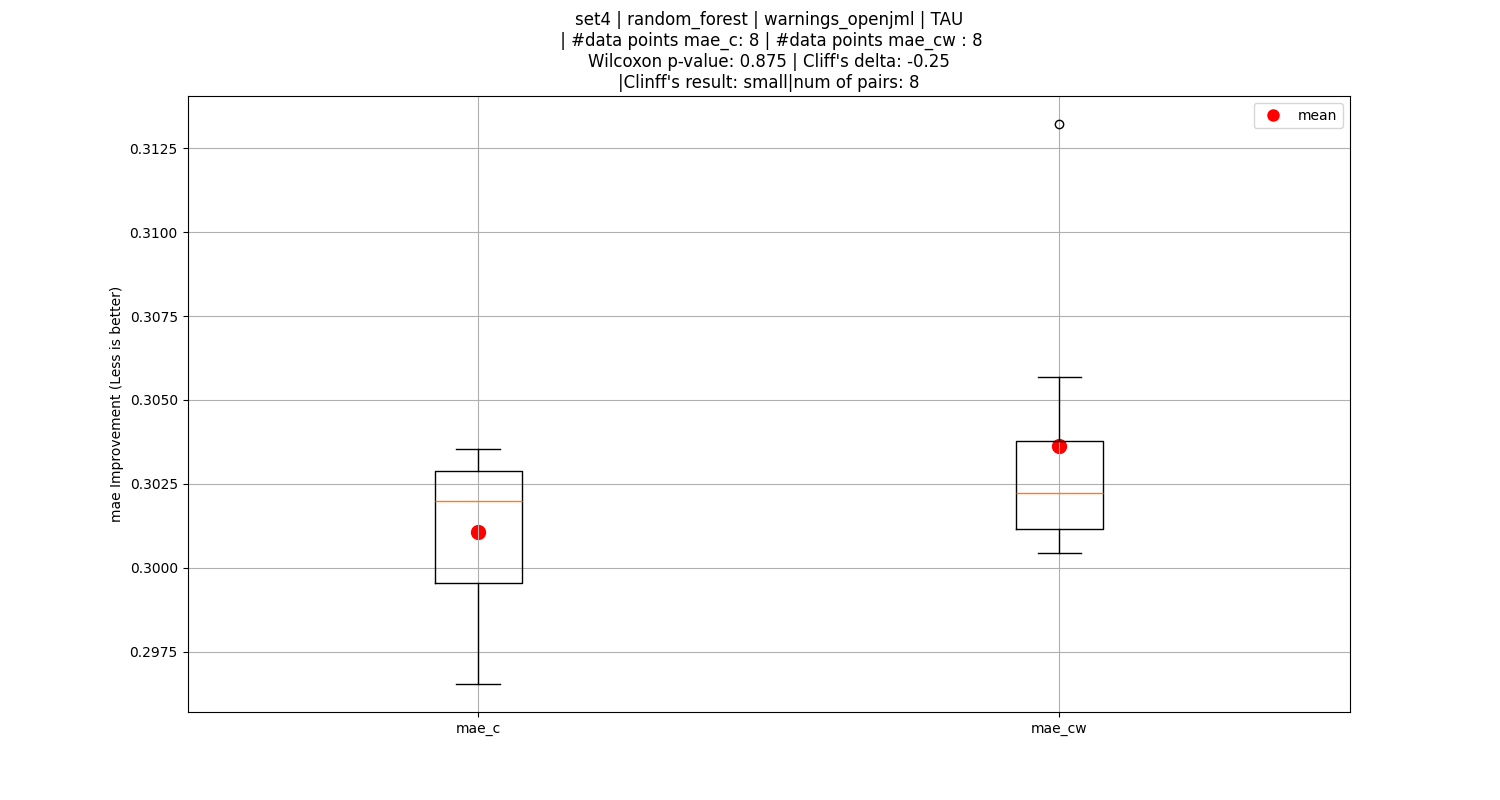 set4 | random_forest | warnings_openjml | TAU
| #data points mae_c: 8 | #data points mae_cw : 8
Wilcoxon p-value: 0.875 | Cliff's delta: -0.25
|Clinff's result: small|num of pairs: 8
mean
mae Improvement (Less is better)
0.3125
0.3100
0.3075
0.3050
0.3025
0.3000
0.2975
mae_c
mae_cw